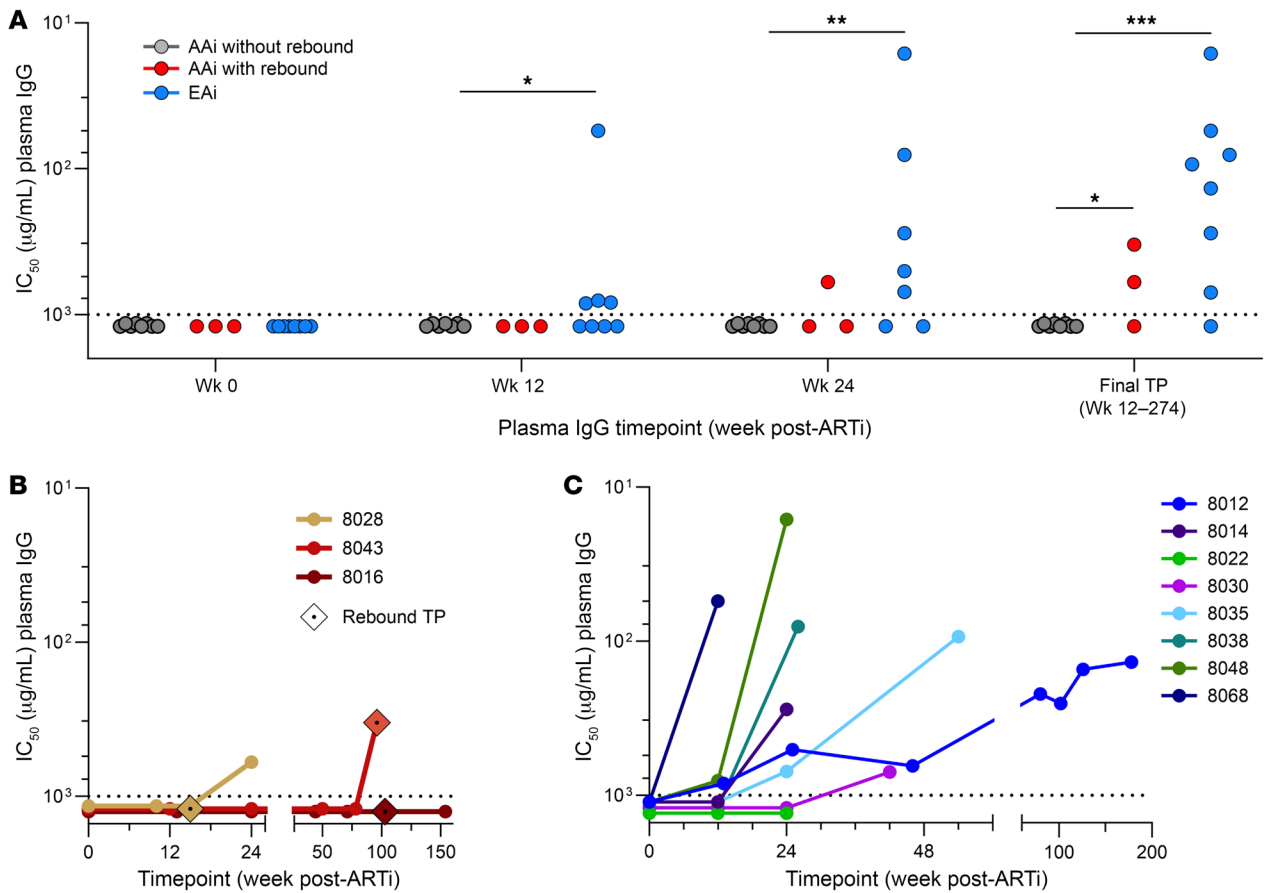 A
IC50 (µg/mL) plasma IgG
10¹
10²
10³
AAi without rebound
AAi with rebound
EAi
*
**
***
*
Wk 0
Wk 12
Wk 24
Final TP
(Wk 12–274)
Plasma IgG timepoint (week post-ARTi)
B
IC50 (µg/mL) plasma IgG
10¹
10²
10³
8028
8043
8016
Rebound TP
0
12
24
50
100
150
Timepoint (week post-ARTi)
C
IC50 (µg/mL) plasma IgG
10¹
10²
10³
8012
8014
8022
8030
8035
8038
8048
8068
0
24
48
100
200
Timepoint (week post-ARTi)